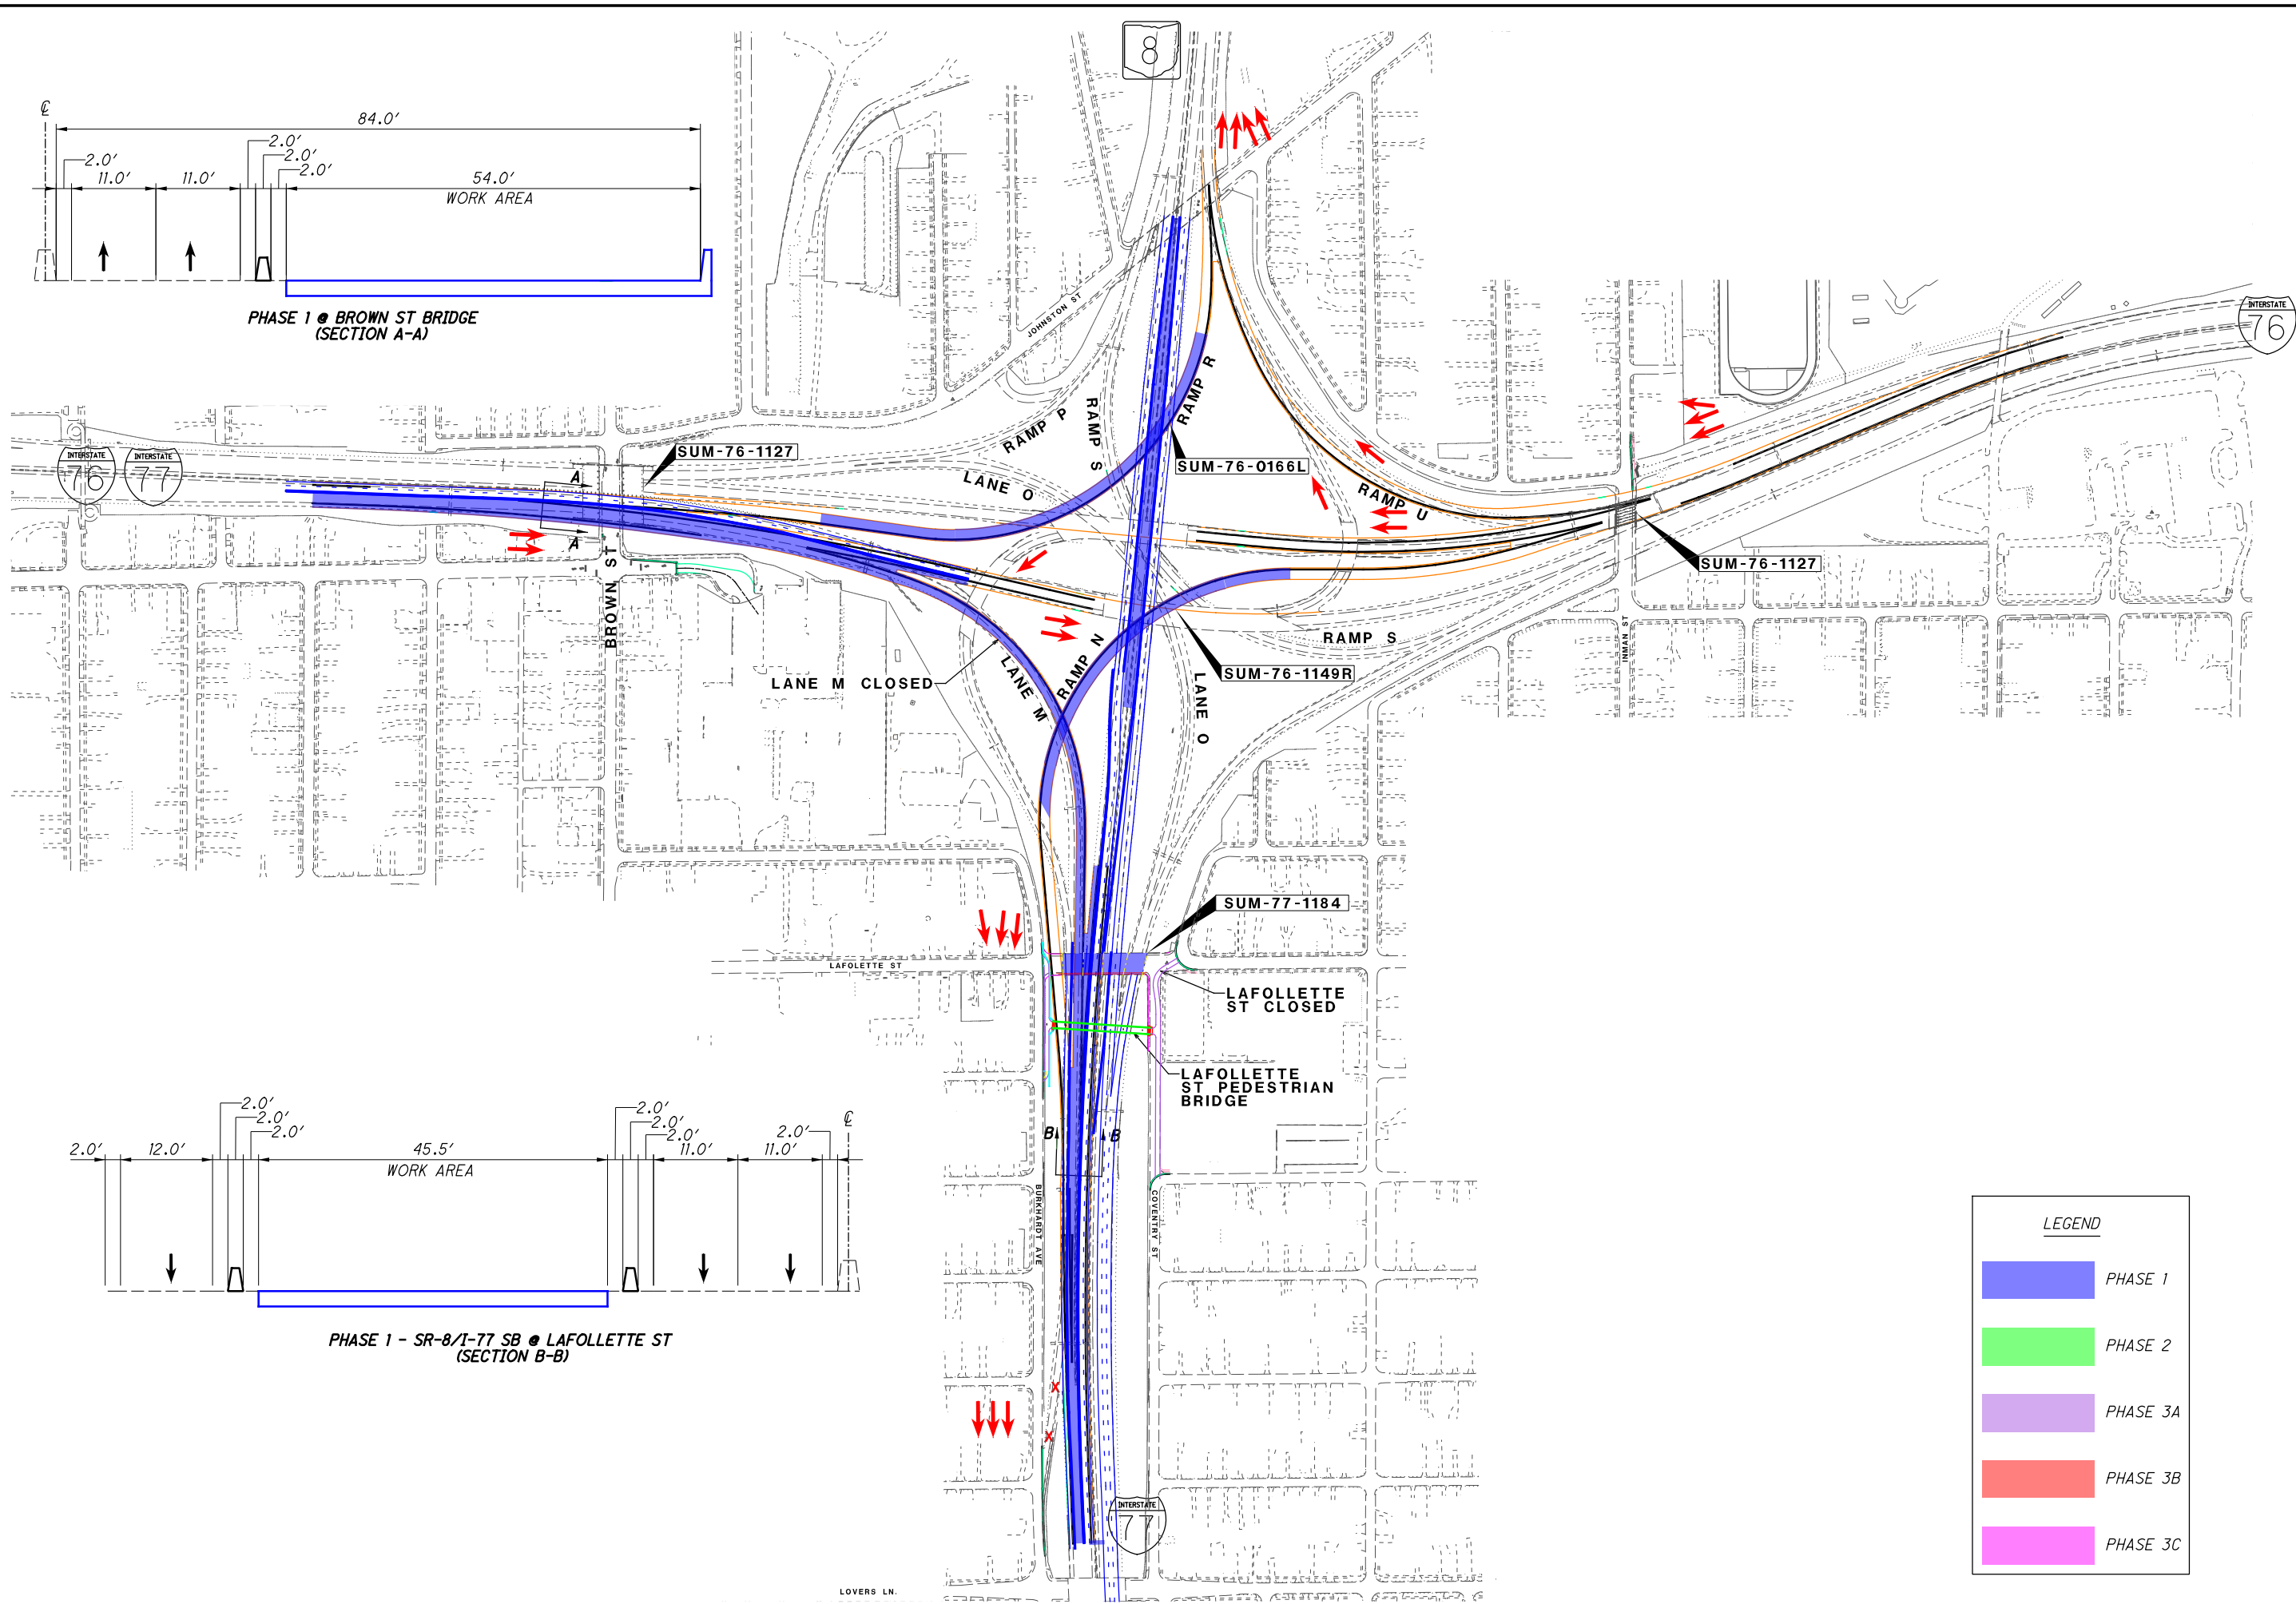 8
℄
84.0'
2.0'
2.0'
2.0'
2.0'
11.0'
11.0'
54.0'
WORK AREA
PHASE 1 @ BROWN ST BRIDGE
(SECTION A-A)
JOHNSTON ST
INTERSTATE
76
RAMP R
RAMP P
RAMP S
INTERSTATE
76
INTERSTATE
77
SUM-76-1127
SUM-76-0166L
A
A
LANE O
RAMP U
SUM-76-1127
BROWN ST
RAMP S
INMAN ST
SUM-76-1149R
LANE M CLOSED
LANE M
RAMP N
LANE O
SUM-77-1184
LAFOLETTE ST
LAFOLLETTE
ST CLOSED
LAFOLLETTE
ST PEDESTRIAN
BRIDGE
B
B
2.0'
2.0'
2.0'
2.0'
12.0'
45.5'
WORK AREA
2.0'
2.0'
2.0'
11.0'
11.0'
2.0'
℄
PHASE 1 - SR-8/I-77 SB @ LAFOLLETTE ST
(SECTION B-B)
BURKHARDT AVE
COVENTRY ST
X
X
INTERSTATE
77
LOVERS LN.
LEGEND
PHASE 1
PHASE 2
PHASE 3A
PHASE 3B
PHASE 3C